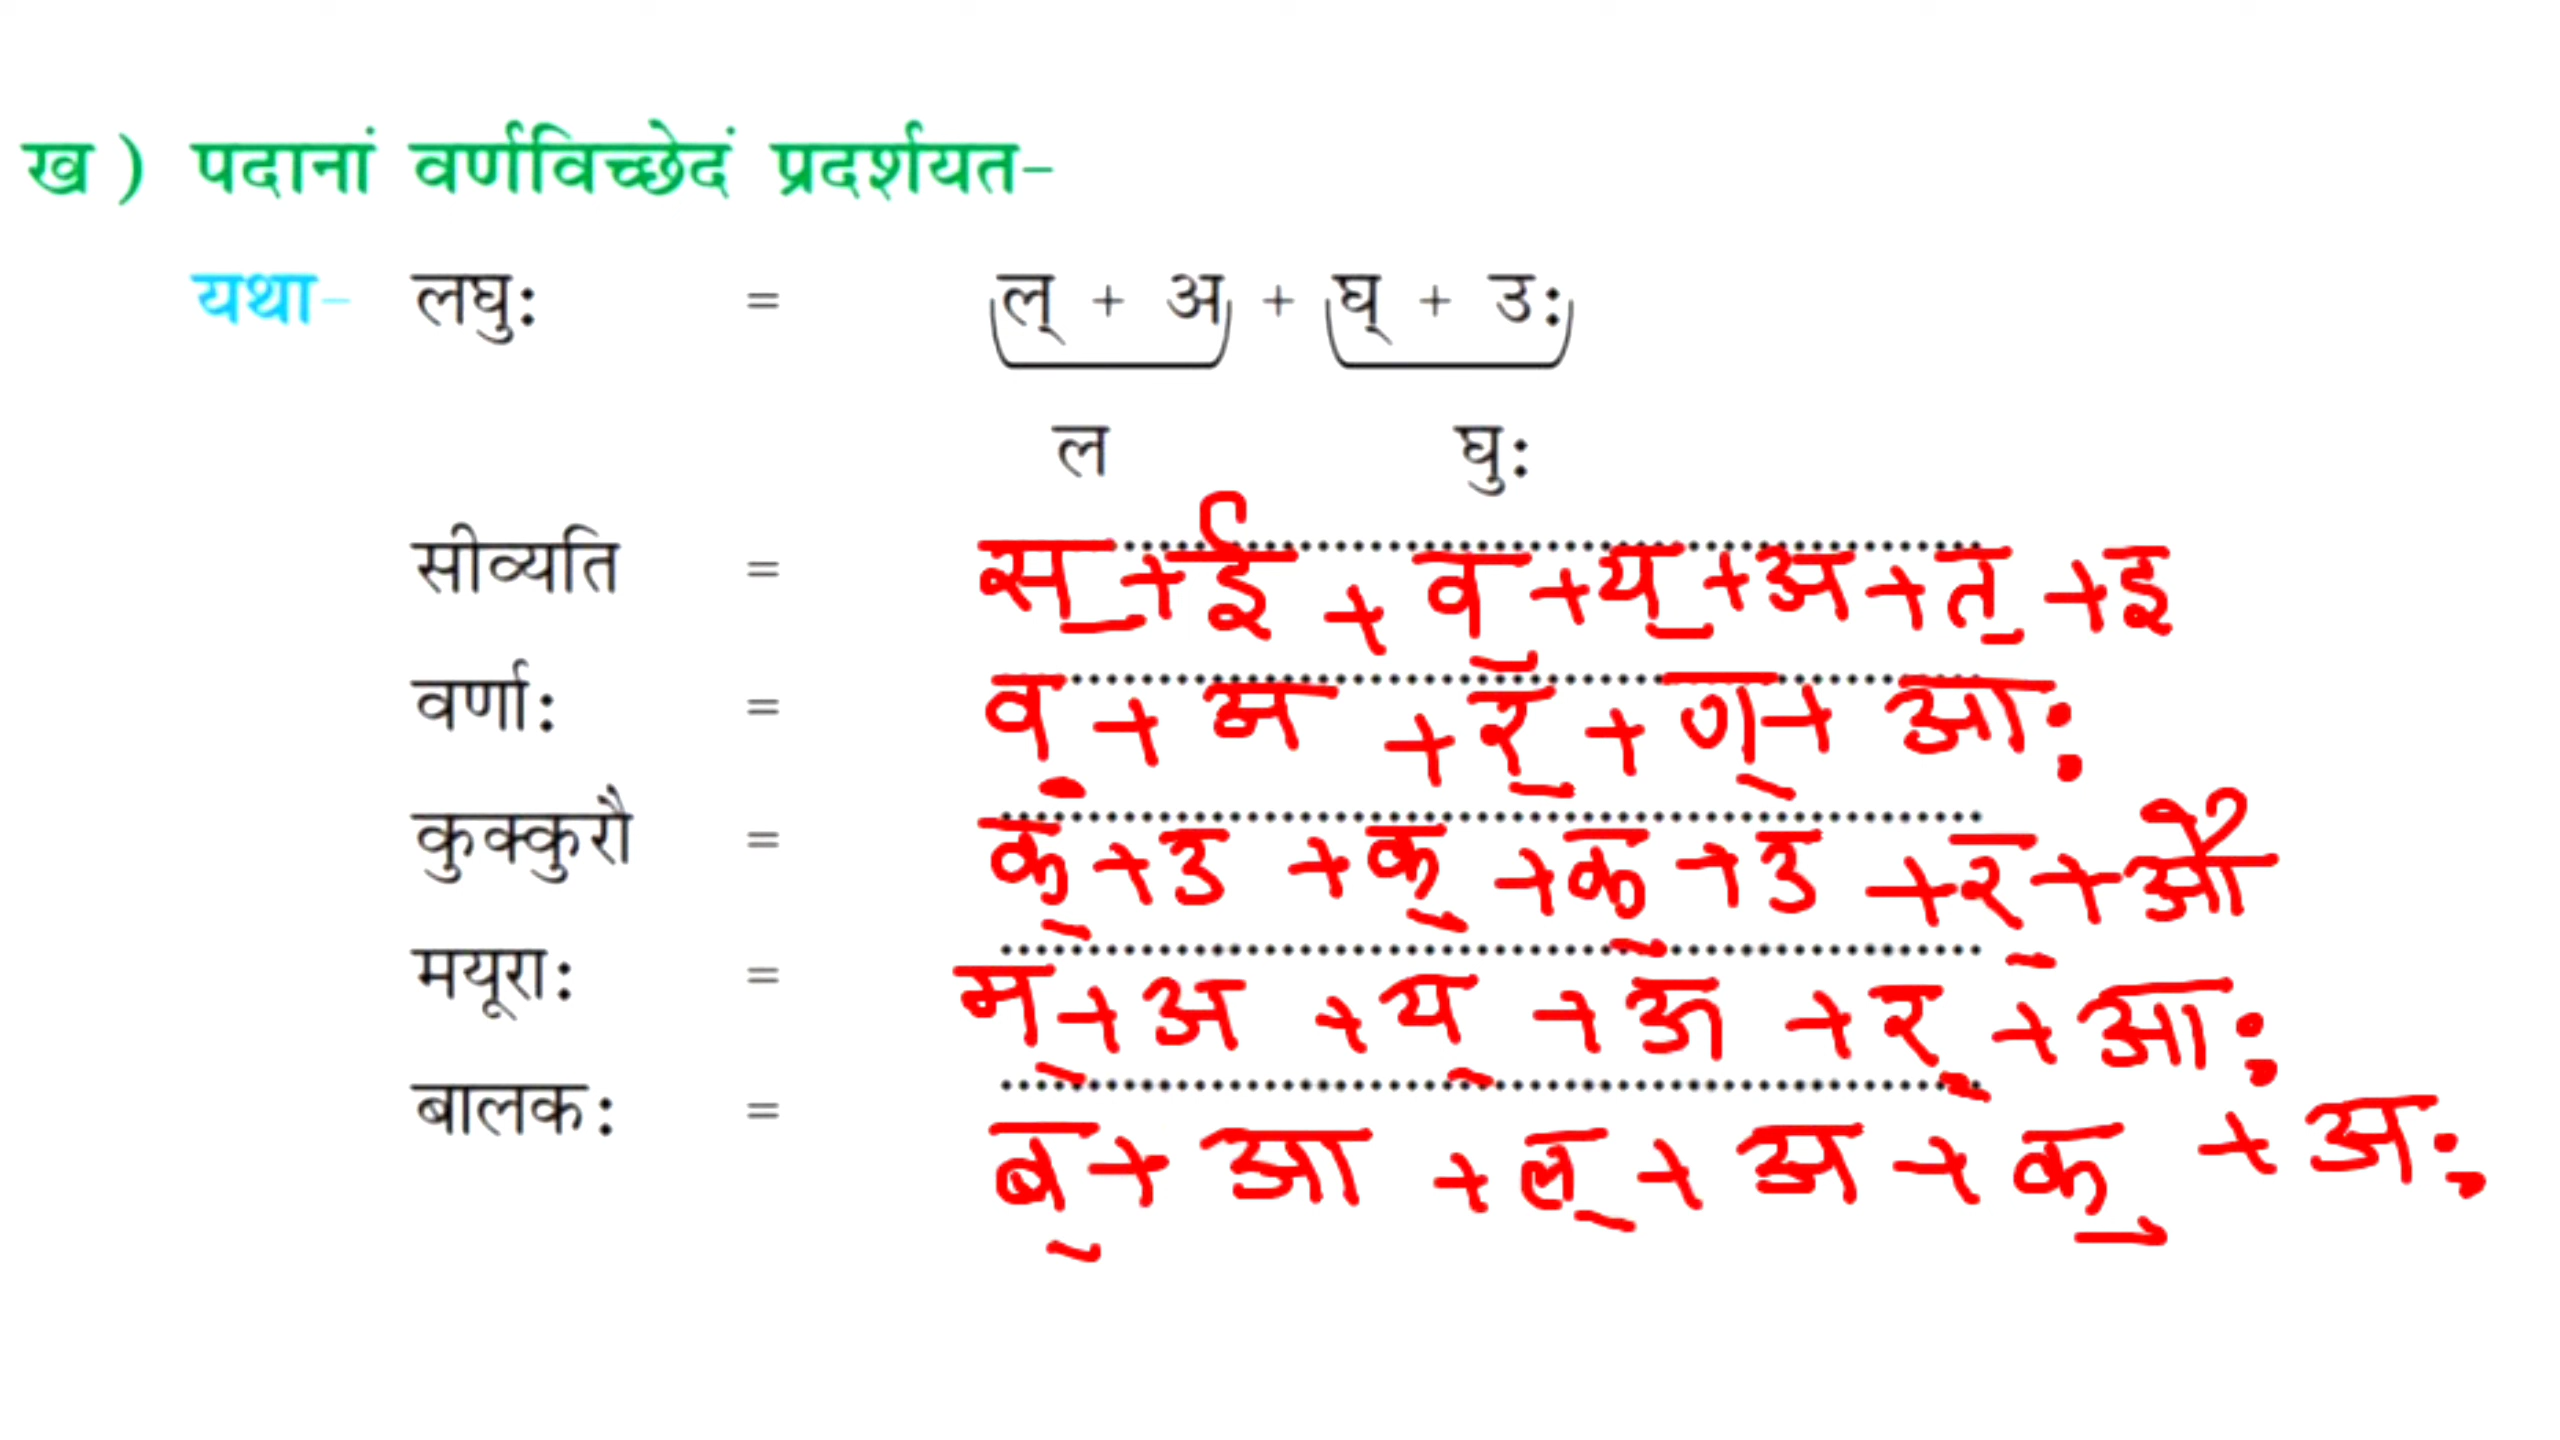 ख ) पदानां वर्णविच्छेदं प्रदर्शयत-
यथा- लघुः = ल् + अ + घ् + उः
ल घुः
सीव्यति = स् + ई + व् + य् + अ + त् + इ
वर्णाः = व् + अ + र् + ण् + आः
कुक्कुरौ = क् + उ + क् + क् + उ + र् + औ
मयूराः = म् + अ + य् + ऊ + र् + आः
बालकः = ब् + आ + ल् + अ + क् + अः